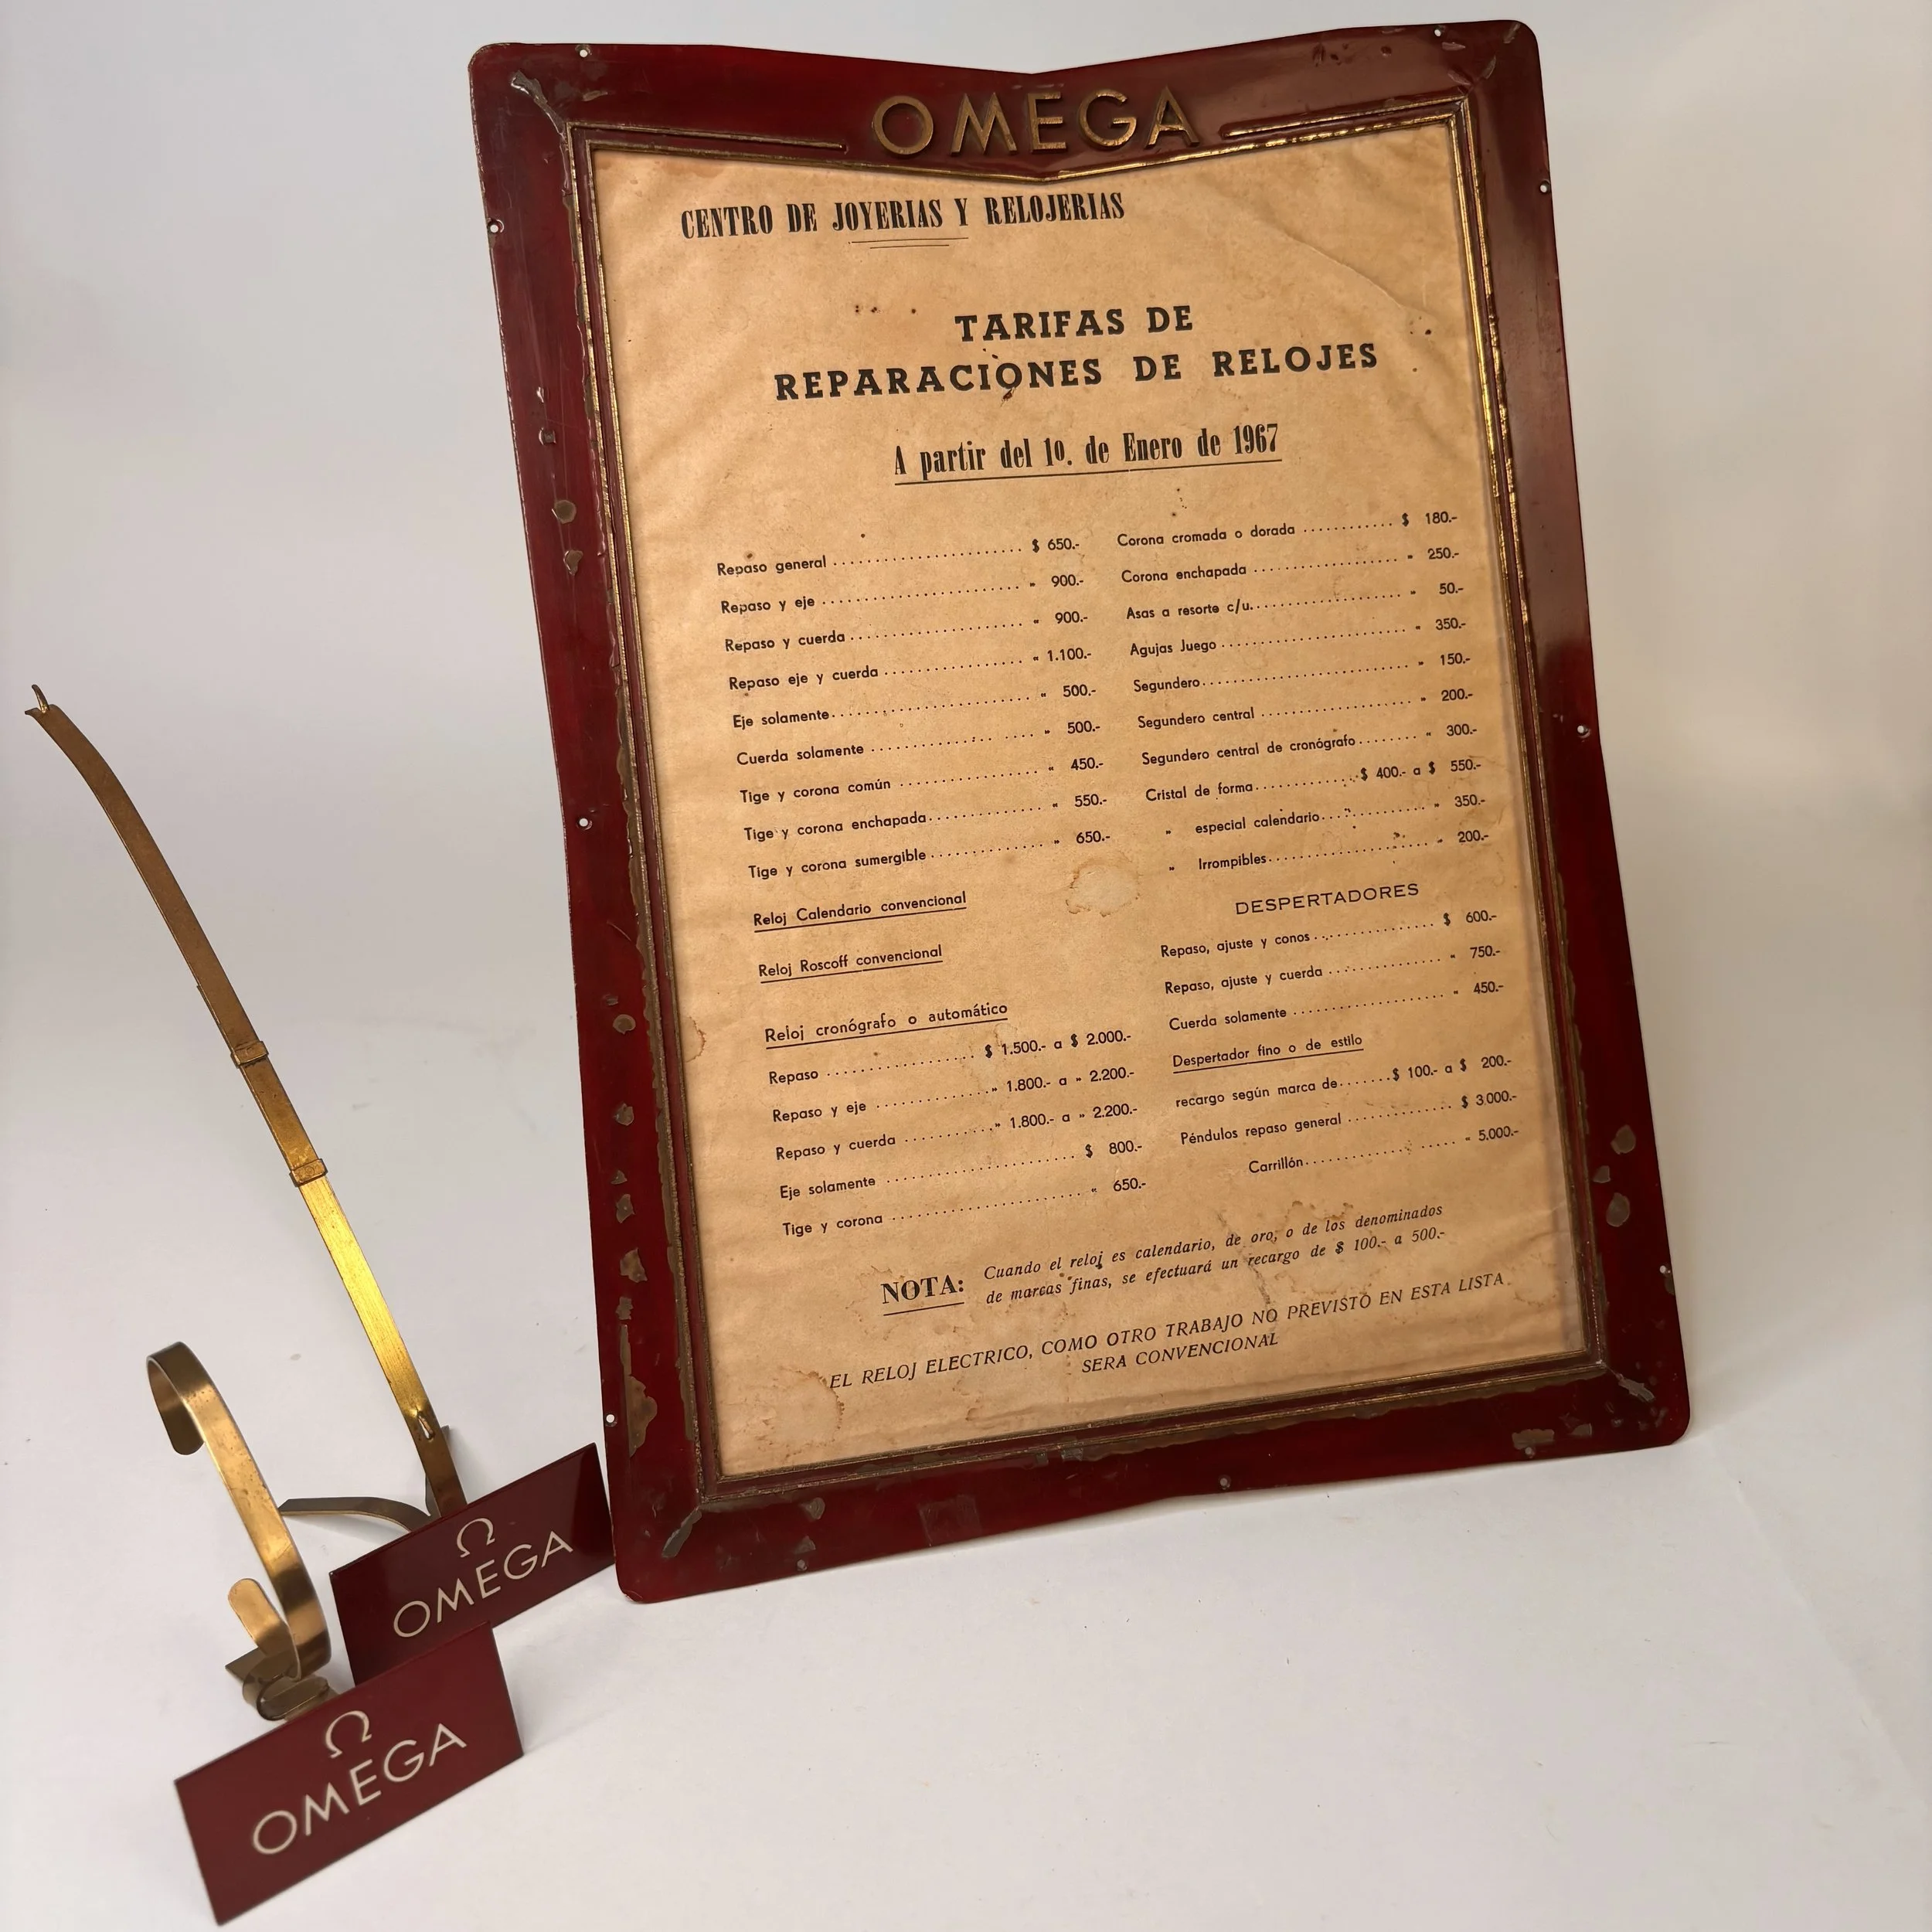 OMEGA
CENTRO DE JOYERIAS Y RELOJERIAS
TARIFAS DE
REPARACIONES DE RELOJES
A partir del 1º. de Enero de 1967
Repaso general ........................ $ 650.-
Repaso y eje ........................ " 900.-
Repaso y cuerda ........................ " 900.-
Repaso eje y cuerda .................. " 1.100.-
Eje solamente ........................ " 500.-
Cuerda solamente ..................... " 500.-
Tige y corona común .................. " 450.-
Tige y corona enchapada ............... " 550.-
Tige y corona sumergible ............... " 650.-
Reloj Calendario convencional
Reloj Roscoff convencional
Reloj cronógrafo o automático
Repaso .................. $ 1.500.- a $ 2.000.-
Repaso y eje ............... " 1.800.- a " 2.200.-
Repaso y cuerda ............ " 1.800.- a " 2.200.-
Eje solamente ........................ $ 800.-
Tige y corona ........................ " 650.-
Corona cromada o dorada ............ $ 180.-
Corona enchapada .................. " 250.-
Asas a resorte c/u. .................. " 50.-
Agujas Juego ........................ " 350.-
Segundero ........................ " 150.-
Segundero central .................. " 200.-
Segundero central de cronógrafo ........ " 300.-
Cristal de forma ............ $ 400.- a $ 550.-
" especial calendario ............ " 350.-
" Irrompibles .................. " 200.-
DESPERTADORES
Repaso, ajuste y conos ............... $ 600.-
Repaso, ajuste y cuerda ............... " 750.-
Cuerda solamente .................. " 450.-
Despertador fino o de estilo
recargo según marca de ....... $ 100.- a $ 200.-
Péndulos repaso general ............ $ 3.000.-
Carrillón .................. " 5.000.-
NOTA: Cuando el reloj es calendario, de oro, o de los denominados
de marcas finas, se efectuará un recargo de $ 100.- a 500.-
EL RELOJ ELECTRICO, COMO OTRO TRABAJO NO PREVISTO EN ESTA LISTA
SERA CONVENCIONAL
Ω
OMEGA
Ω
OMEGA